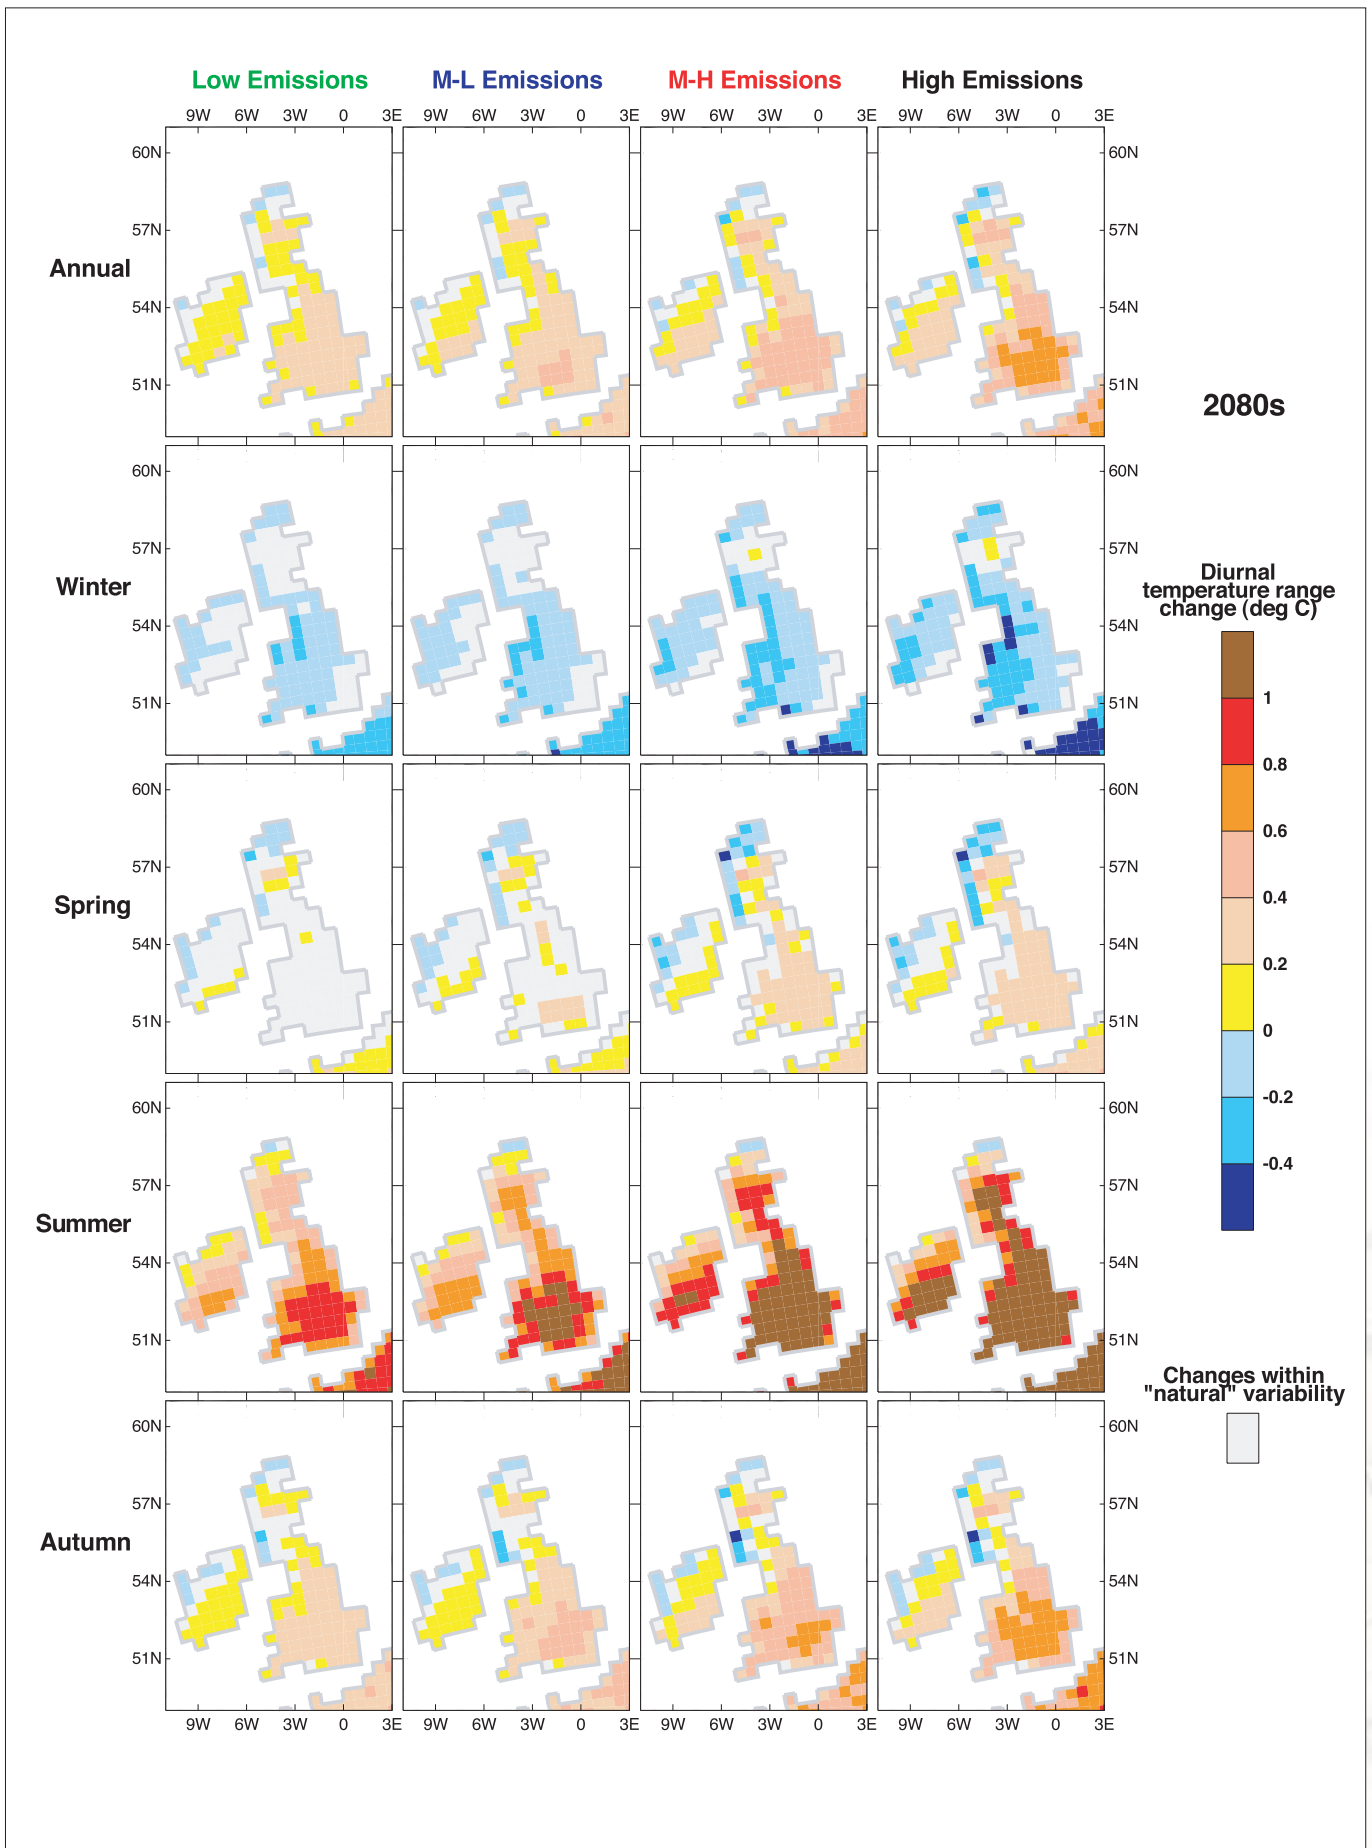 Low Emissions M-L Emissions M-H Emissions High Emissions
9W 6W 3W 0 3E 9W 6W 3W 0 3E 9W 6W 3W 0 3E 9W 6W 3W 0 3E
60N 60N
57N 57N
Annual
54N 54N
51N 51N
2080s
60N 60N
57N 57N
Winter
54N 54N
51N 51N
Diurnal
temperature range
change (deg C)
1
0.8
0.6
0.4
0.2
0
-0.2
-0.4
60N 60N
57N 57N
Spring
54N 54N
51N 51N
60N 60N
57N 57N
Summer
54N 54N
51N 51N
Changes within
"natural" variability
60N 60N
57N 57N
Autumn
54N 54N
51N 51N
9W 6W 3W 0 3E 9W 6W 3W 0 3E 9W 6W 3W 0 3E 9W 6W 3W 0 3E